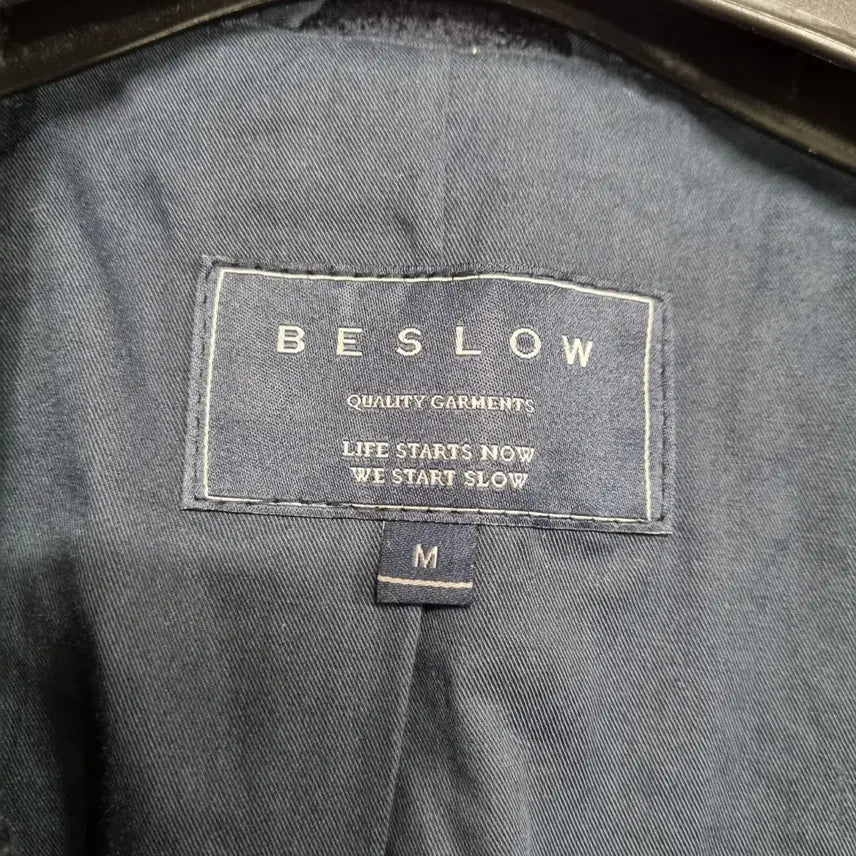 BESLOW
QUALITY GARMENTS
LIFE STARTS NOW
WE START SLOW
M